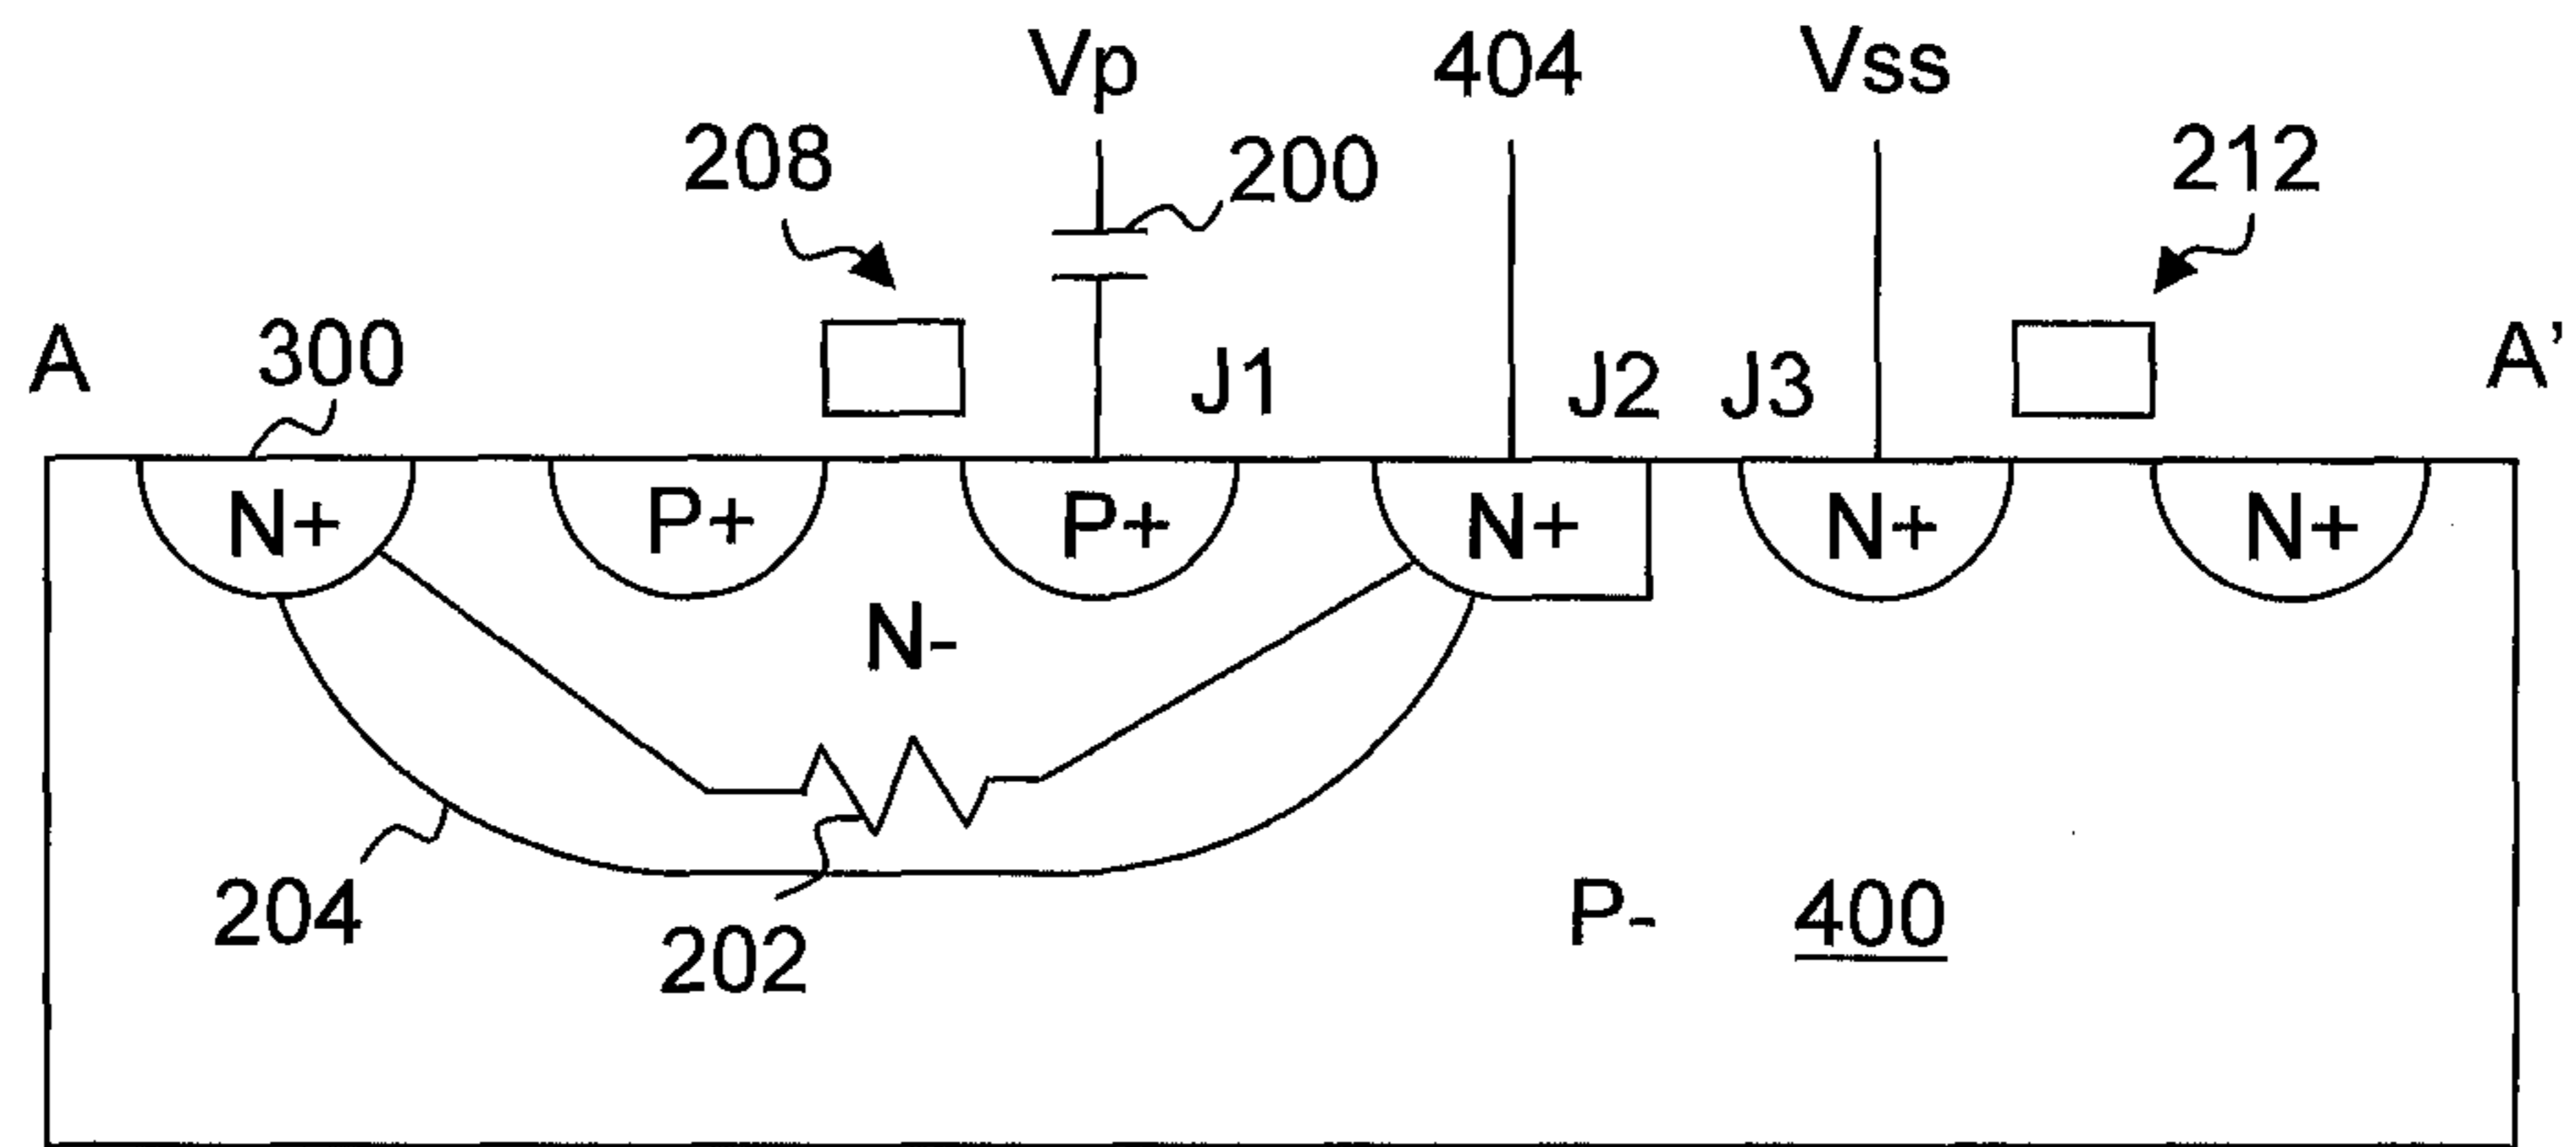 Vp 404 Vss
208 200 212
A 300 J1 J2 J3 A’
N+ P+ P+ N+ N+ N+
N-
204 202 P- 400